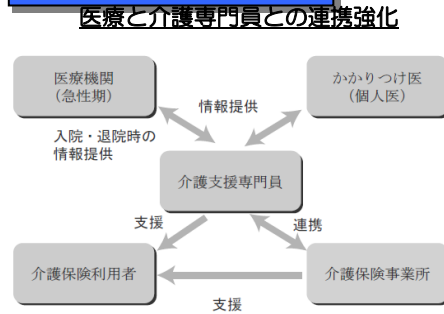 医療と介護専門員との連携強化
医療機関
（急性期）
かかりつけ医
（個人医）
情報提供
入院・退院時の
情報提供
介護支援専門員
支援
連携
介護保険利用者
介護保険事業所
支援